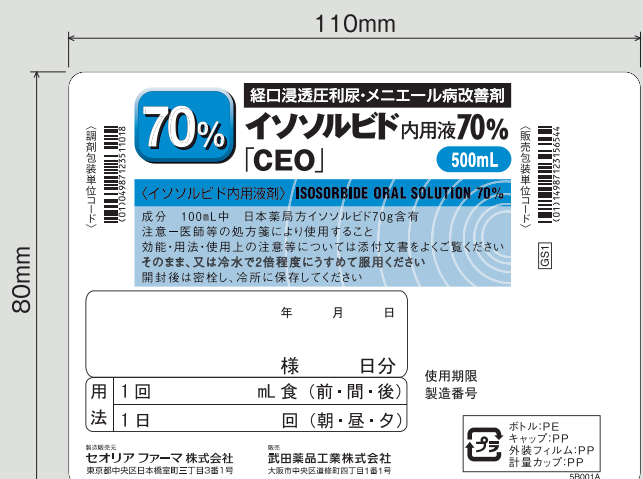 110mm
80mm
経口浸透圧利尿・メニエール病改善剤
70%
イソソルビド内用液70%
「CEO」
500mL
〈イソソルビド内用液剤〉 ISOSORBIDE ORAL SOLUTION 70%
成分 100mL中 日本薬局方イソソルビド70g含有
注意－医師等の処方箋により使用すること
効能・用法・使用上の注意等については添付文書をよくご覧ください
そのまま、又は冷水で2倍程度にうすめて服用ください
開封後は密栓し、冷所に保存してください
〈調剤包装単位コード〉
(01)04987123511018
〈販売包装単位コード〉
(01)14987123156544
GS1
年 月 日
様 日分
用法
1回 mL 食（前・間・後）
1日 回（朝・昼・夕）
使用期限
製造番号
製造販売元
セオリア ファーマ 株式会社
東京都中央区日本橋室町三丁目3番1号
販売
武田薬品工業株式会社
大阪市中央区道修町四丁目1番1号
プラ
ボトル:PE
キャップ:PP
外装フィルム:PP
計量カップ:PP
5B001A